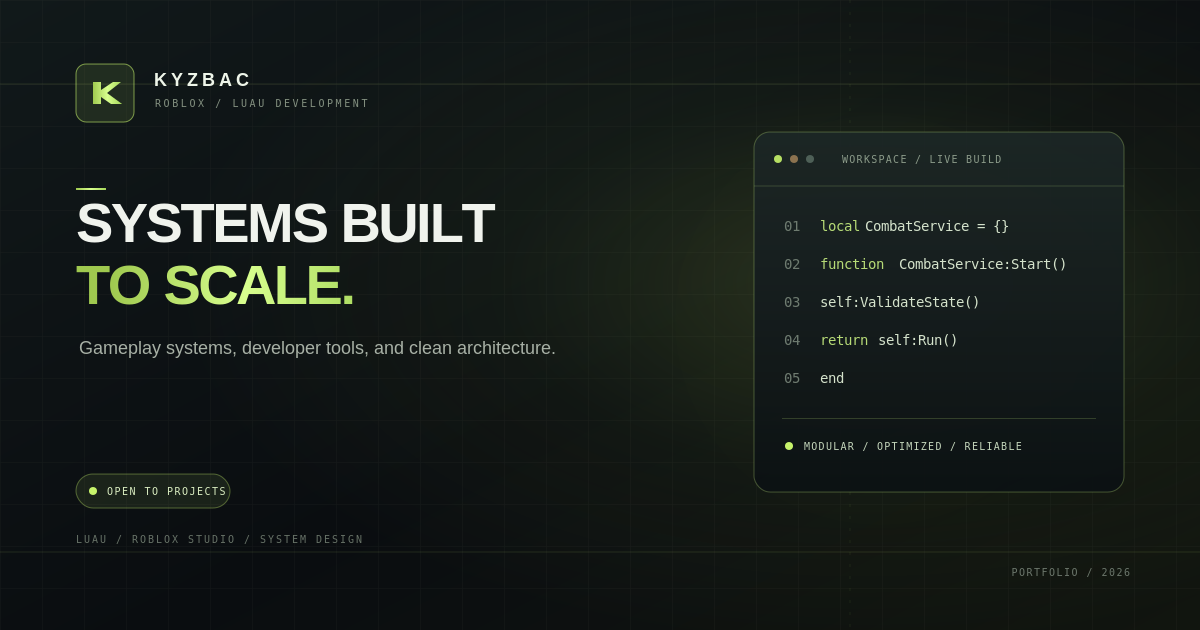 K
KYZBAC
ROBLOX / LUAU DEVELOPMENT
SYSTEMS BUILT
TO SCALE.
Gameplay systems, developer tools, and clean architecture.
OPEN TO PROJECTS
LUAU / ROBLOX STUDIO / SYSTEM DESIGN
WORKSPACE / LIVE BUILD
01 local CombatService = {}
02 function CombatService:Start()
03 self:ValidateState()
04 return self:Run()
05 end
MODULAR / OPTIMIZED / RELIABLE
PORTFOLIO / 2026